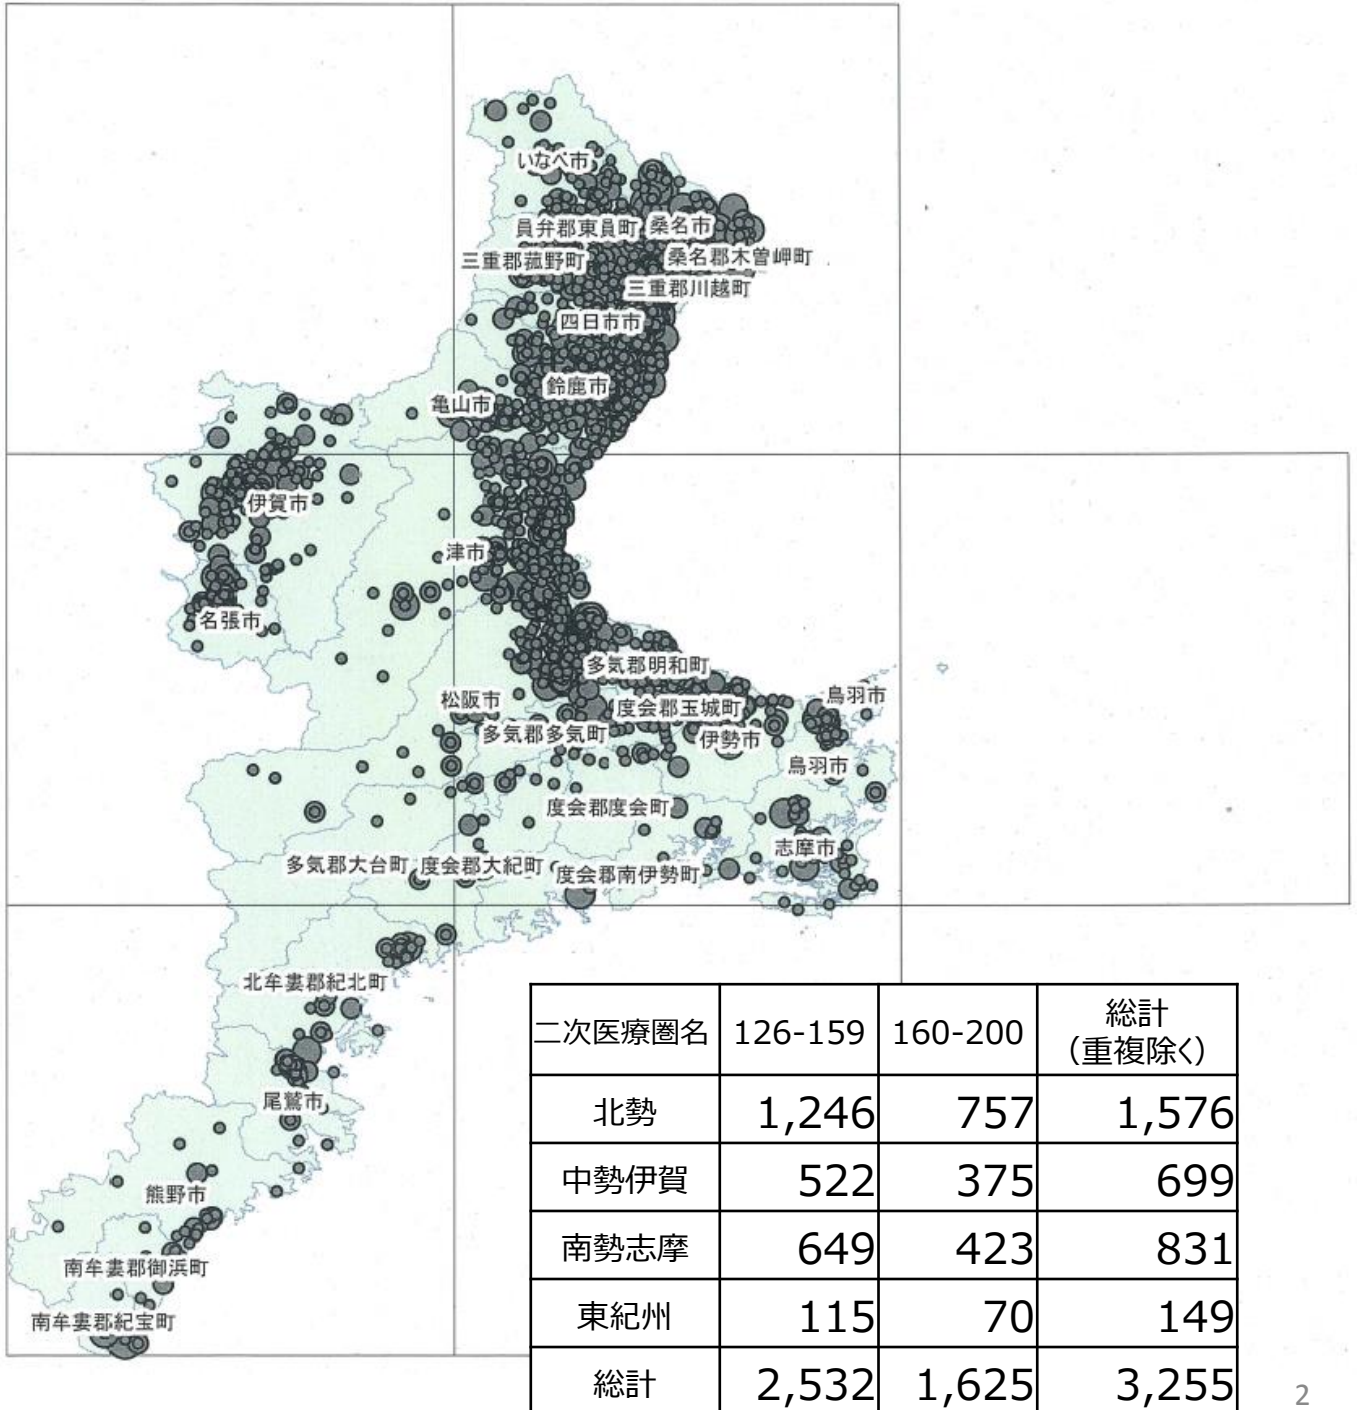 いなべ市
員弁郡東員町
桑名市
三重郡菰野町
桑名郡木曽岬町
三重郡川越町
四日市市
鈴鹿市
亀山市
伊賀市
津市
名張市
多気郡明和町
松阪市
度会郡玉城町
鳥羽市
多気郡多気町
伊勢市
鳥羽市
度会郡度会町
志摩市
多気郡大台町
度会郡大紀町
度会郡南伊勢町
北牟婁郡紀北町
尾鷲市
熊野市
南牟婁郡御浜町
南牟婁郡紀宝町
二次医療圏名 126-159 160-200 総計
（重複除く）
北勢 1,246 757 1,576
中勢伊賀 522 375 699
南勢志摩 649 423 831
東紀州 115 70 149
総計 2,532 1,625 3,255
2